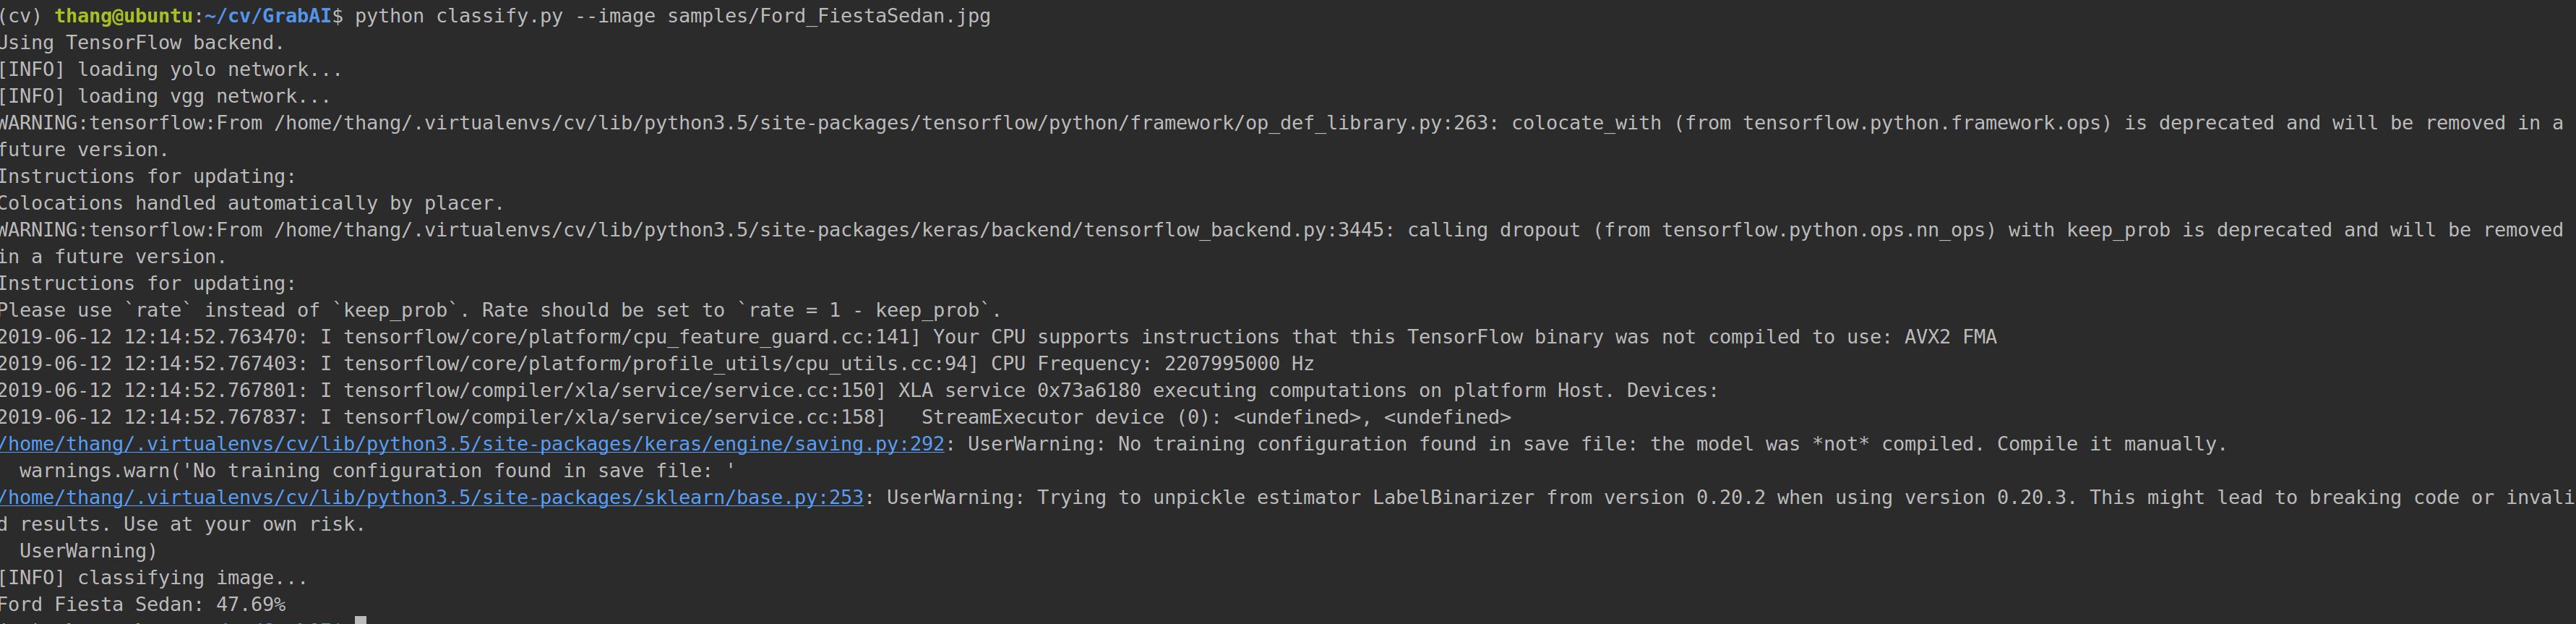 (cv) thang@ubuntu:~/cv/GrabAI$ python classify.py --image samples/Ford_FiestaSedan.jpg
Using TensorFlow backend.
[INFO] loading yolo network...
[INFO] loading vgg network...
WARNING:tensorflow:From /home/thang/.virtualenvs/cv/lib/python3.5/site-packages/tensorflow/python/framework/op_def_library.py:263: colocate_with (from tensorflow.python.framework.ops) is deprecated and will be removed in a
future version.
Instructions for updating:
Colocations handled automatically by placer.
WARNING:tensorflow:From /home/thang/.virtualenvs/cv/lib/python3.5/site-packages/keras/backend/tensorflow_backend.py:3445: calling dropout (from tensorflow.python.ops.nn_ops) with keep_prob is deprecated and will be removed
in a future version.
Instructions for updating:
Please use `rate` instead of `keep_prob`. Rate should be set to `rate = 1 - keep_prob`.
2019-06-12 12:14:52.763470: I tensorflow/core/platform/cpu_feature_guard.cc:141] Your CPU supports instructions that this TensorFlow binary was not compiled to use: AVX2 FMA
2019-06-12 12:14:52.767403: I tensorflow/core/platform/profile_utils/cpu_utils.cc:94] CPU Frequency: 2207995000 Hz
2019-06-12 12:14:52.767801: I tensorflow/compiler/xla/service/service.cc:150] XLA service 0x73a6180 executing computations on platform Host. Devices:
2019-06-12 12:14:52.767837: I tensorflow/compiler/xla/service/service.cc:158]   StreamExecutor device (0): <undefined>, <undefined>
/home/thang/.virtualenvs/cv/lib/python3.5/site-packages/keras/engine/saving.py:292: UserWarning: No training configuration found in save file: the model was *not* compiled. Compile it manually.
  warnings.warn('No training configuration found in save file: '
/home/thang/.virtualenvs/cv/lib/python3.5/site-packages/sklearn/base.py:253: UserWarning: Trying to unpickle estimator LabelBinarizer from version 0.20.2 when using version 0.20.3. This might lead to breaking code or invali
d results. Use at your own risk.
  UserWarning)
[INFO] classifying image...
Ford Fiesta Sedan: 47.69%